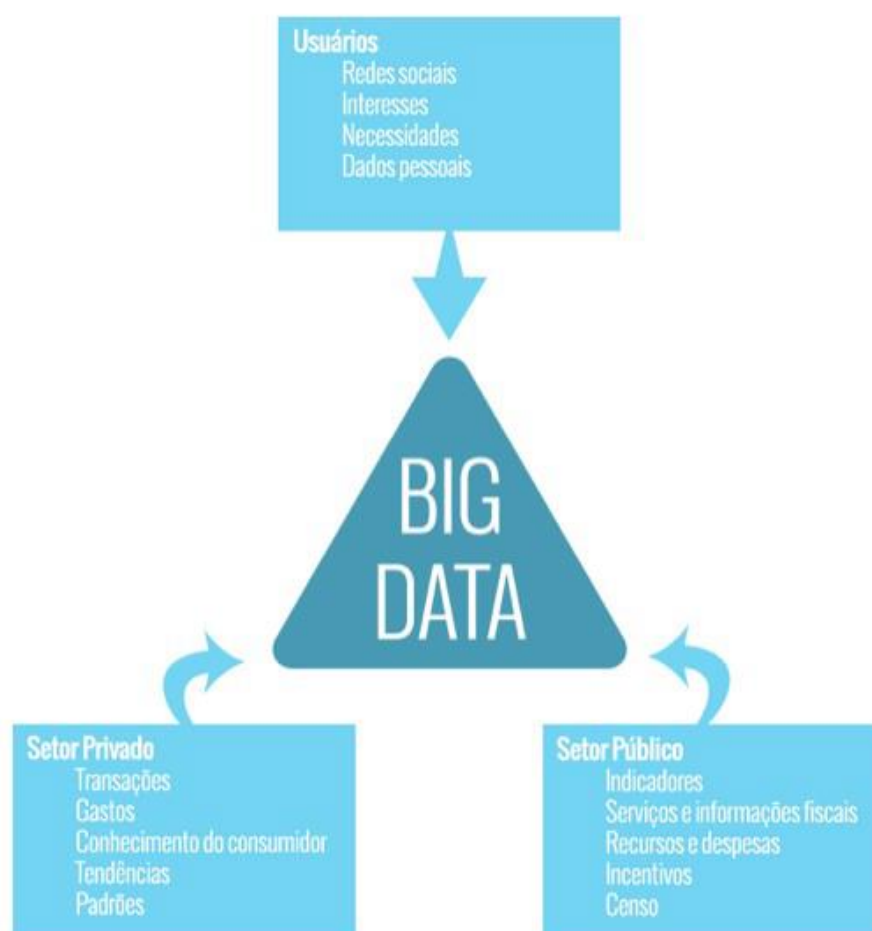 Usuários
Redes sociais
Interesses
Necessidades
Dados pessoais
BIG
DATA
Setor Privado
Transações
Gastos
Conhecimento do consumidor
Tendências
Padrões
Setor Público
Indicadores
Serviços e informações fiscais
Recursos e despesas
Incentivos
Censo